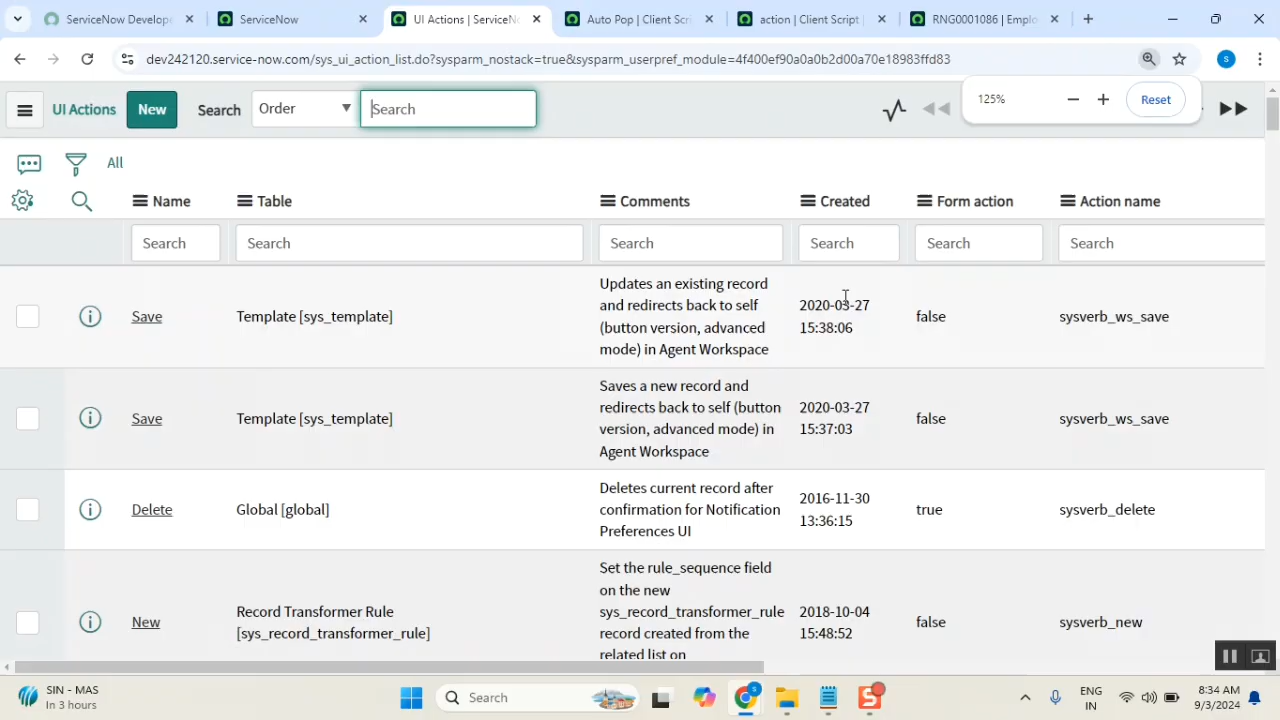 ServiceNow Develope
ServiceNow
UI Actions | ServiceNo
Auto Pop | Client Scri
action | Client Script
RNG0001086 | Emplo
dev242120.service-now.com/sys_ui_action_list.do?sysparm_nostack=true&sysparm_userpref_module=4f400ef90a0a0b2d00a70e18983ffd83
S
UI Actions
New
Search
Order
Search
125%
Reset
All
Name
Table
Comments
Created
Form action
Action name
Search
Search
Search
Search
Search
Search
Save
Template [sys_template]
Updates an existing record
and redirects back to self
(button version, advanced
mode) in Agent Workspace
2020-03-27
15:38:06
false
sysverb_ws_save
Save
Template [sys_template]
Saves a new record and
redirects back to self (button
version, advanced mode) in
Agent Workspace
2020-03-27
15:37:03
false
sysverb_ws_save
Delete
Global [global]
Deletes current record after
confirmation for Notification
Preferences UI
2016-11-30
13:36:15
true
sysverb_delete
New
Record Transformer Rule
[sys_record_transformer_rule]
Set the rule_sequence field
on the new
sys_record_transformer_rule
record created from the
related list on
2018-10-04
15:48:52
false
sysverb_new
SIN - MAS
In 3 hours
Search
S
S
ENG
IN
8:34 AM
9/3/2024